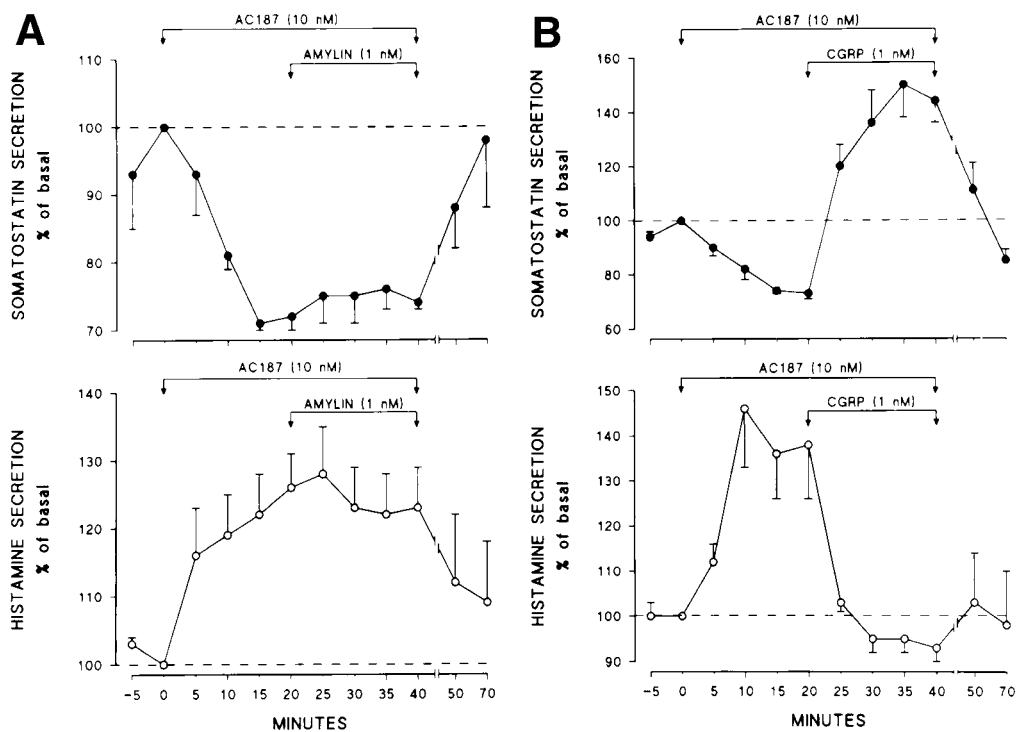 A
AC187 (10 nM)
AMYLIN (1 nM)
SOMATOSTATIN SECRETION
% of basal
110
100
90
80
70
AC187 (10 nM)
AMYLIN (1 nM)
HISTAMINE SECRETION
% of basal
140
130
120
110
100
-5 0 5 10 15 20 25 30 35 40 50 70
MINUTES
B
AC187 (10 nM)
CGRP (1 nM)
SOMATOSTATIN SECRETION
% of basal
160
140
120
100
80
60
AC187 (10 nM)
CGRP (1 nM)
HISTAMINE SECRETION
% of basal
150
140
130
120
110
100
90
-5 0 5 10 15 20 25 30 35 40 50 70
MINUTES